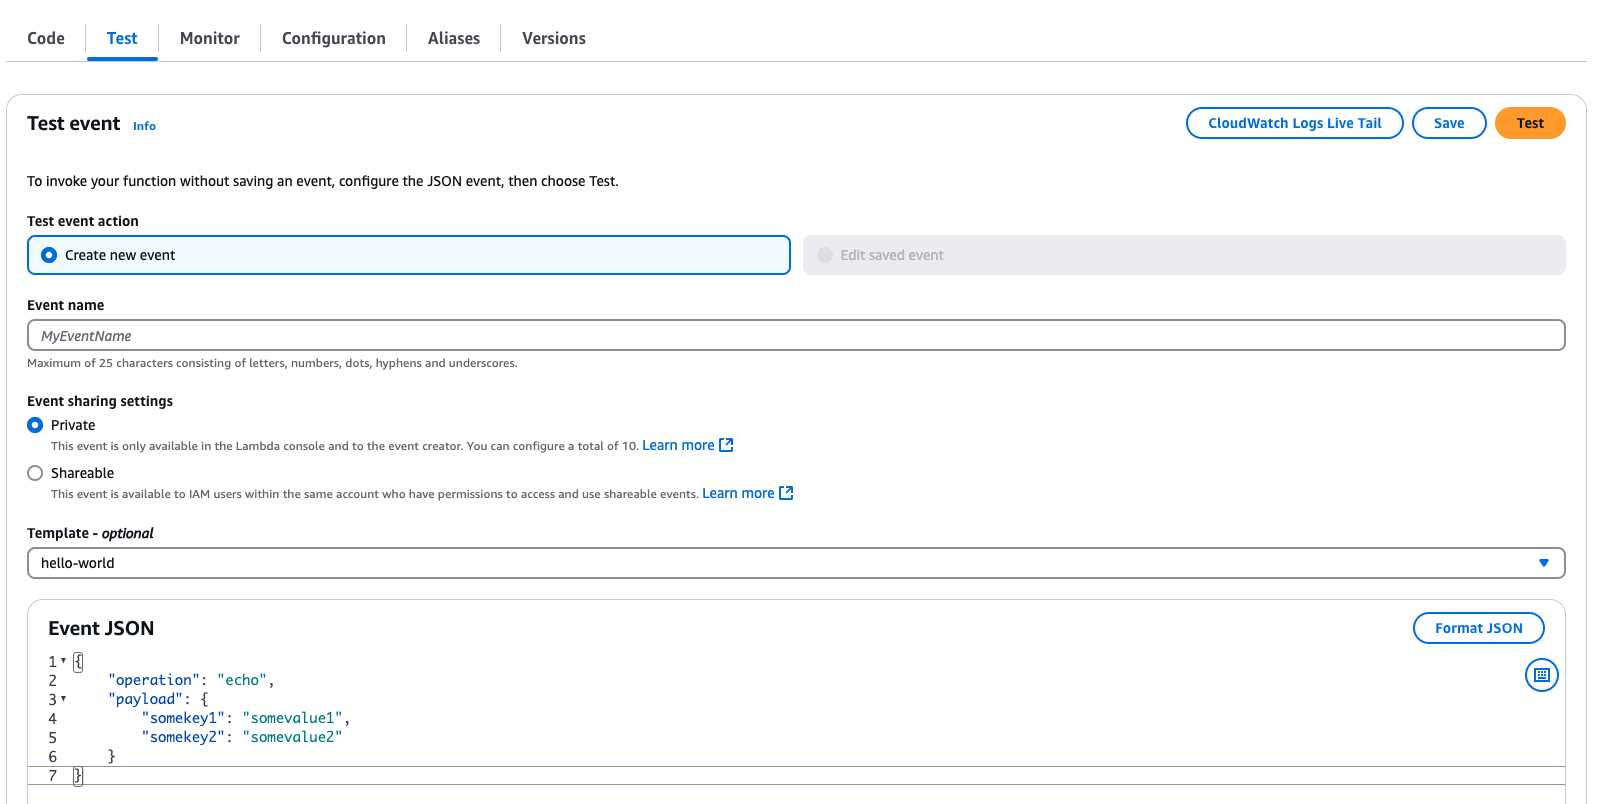 Code Test Monitor Configuration Aliases Versions
Test event Info CloudWatch Logs Live Tail Save Test
To invoke your function without saving an event, configure the JSON event, then choose Test.
Test event action
Create new event Edit saved event
Event name
MyEventName
Maximum of 25 characters consisting of letters, numbers, dots, hyphens and underscores.
Event sharing settings
Private
This event is only available in the Lambda console and to the event creator. You can configure a total of 10. Learn more
Shareable
This event is available to IAM users within the same account who have permissions to access and use shareable events. Learn more
Template - optional
hello-world
Event JSON Format JSON
1 {
2 "operation": "echo",
3 "payload": {
4 "somekey1": "somevalue1",
5 "somekey2": "somevalue2"
6 }
7 }